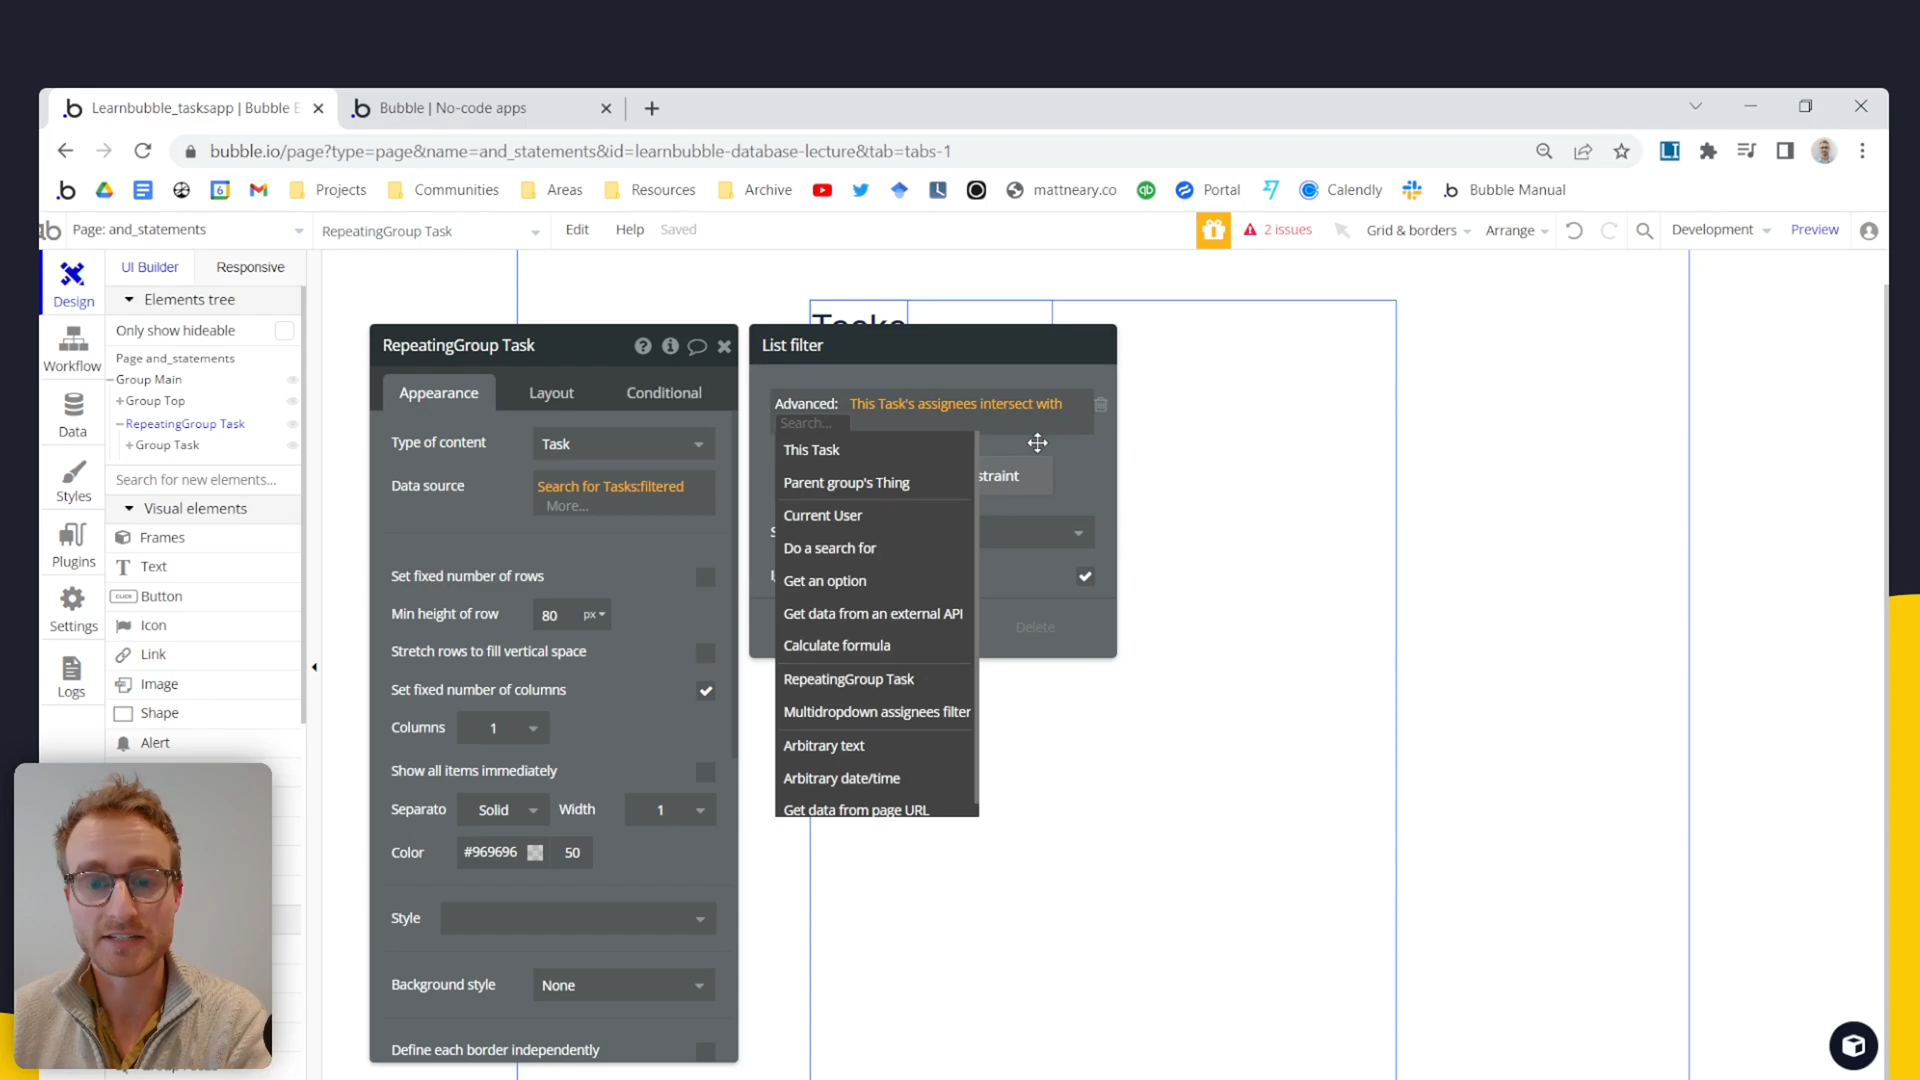 Learnbubble_tasksapp | Bubble E
Bubble | No-code apps
bubble.io/page?type=page&name=and_statements&id=learnbubble-database-lecture&tab=tabs-1
Projects
Communities
Areas
Resources
Archive
mattneary.co
Portal
Calendly
Bubble Manual
Page: and_statements
RepeatingGroup Task
Edit
Help
Saved
2 issues
Grid & borders
Arrange
Development
Preview
Design
Workflow
Data
Styles
Plugins
Settings
Logs
UI Builder
Responsive
Elements tree
Only show hideable
Page and_statements
Group Main
Group Top
RepeatingGroup Task
Group Task
Search for new elements...
Visual elements
Frames
Text
CLICK
Button
Icon
Link
Image
Shape
Alert
Tasks
RepeatingGroup Task
Appearance
Layout
Conditional
Type of content
Task
Data source
Search for Tasks:filtered
More...
Set fixed number of rows
Min height of row
80
px
Stretch rows to fill vertical space
Set fixed number of columns
Columns
1
Show all items immediately
Separato
Solid
Width
1
Color
#969696
50
Style
Background style
None
Define each border independently
List filter
Advanced: This Task's assignees intersect with
Search...
This Task
Parent group's Thing
Current User
Do a search for
Get an option
Get data from an external API
Calculate formula
RepeatingGroup Task
Multidropdown assignees filter
Arbitrary text
Arbitrary date/time
Get data from page URL
straint
Delete